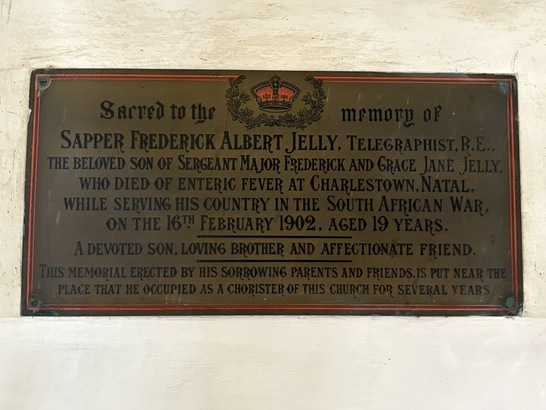 Sacred to the memory of
SAPPER FREDERICK ALBERT JELLY, TELEGRAPHIST, R.E.,
THE BELOVED SON OF SERGEANT MAJOR FREDERICK AND GRACE JANE JELLY,
WHO DIED OF ENTERIC FEVER AT CHARLESTOWN, NATAL,
WHILE SERVING HIS COUNTRY IN THE SOUTH AFRICAN WAR,
ON THE 16TH FEBRUARY 1902, AGED 19 YEARS.
A DEVOTED SON, LOVING BROTHER AND AFFECTIONATE FRIEND.
THIS MEMORIAL ERECTED BY HIS SORROWING PARENTS AND FRIENDS, IS PUT NEAR THE
PLACE THAT HE OCCUPIED AS A CHORISTER OF THIS CHURCH FOR SEVERAL YEARS